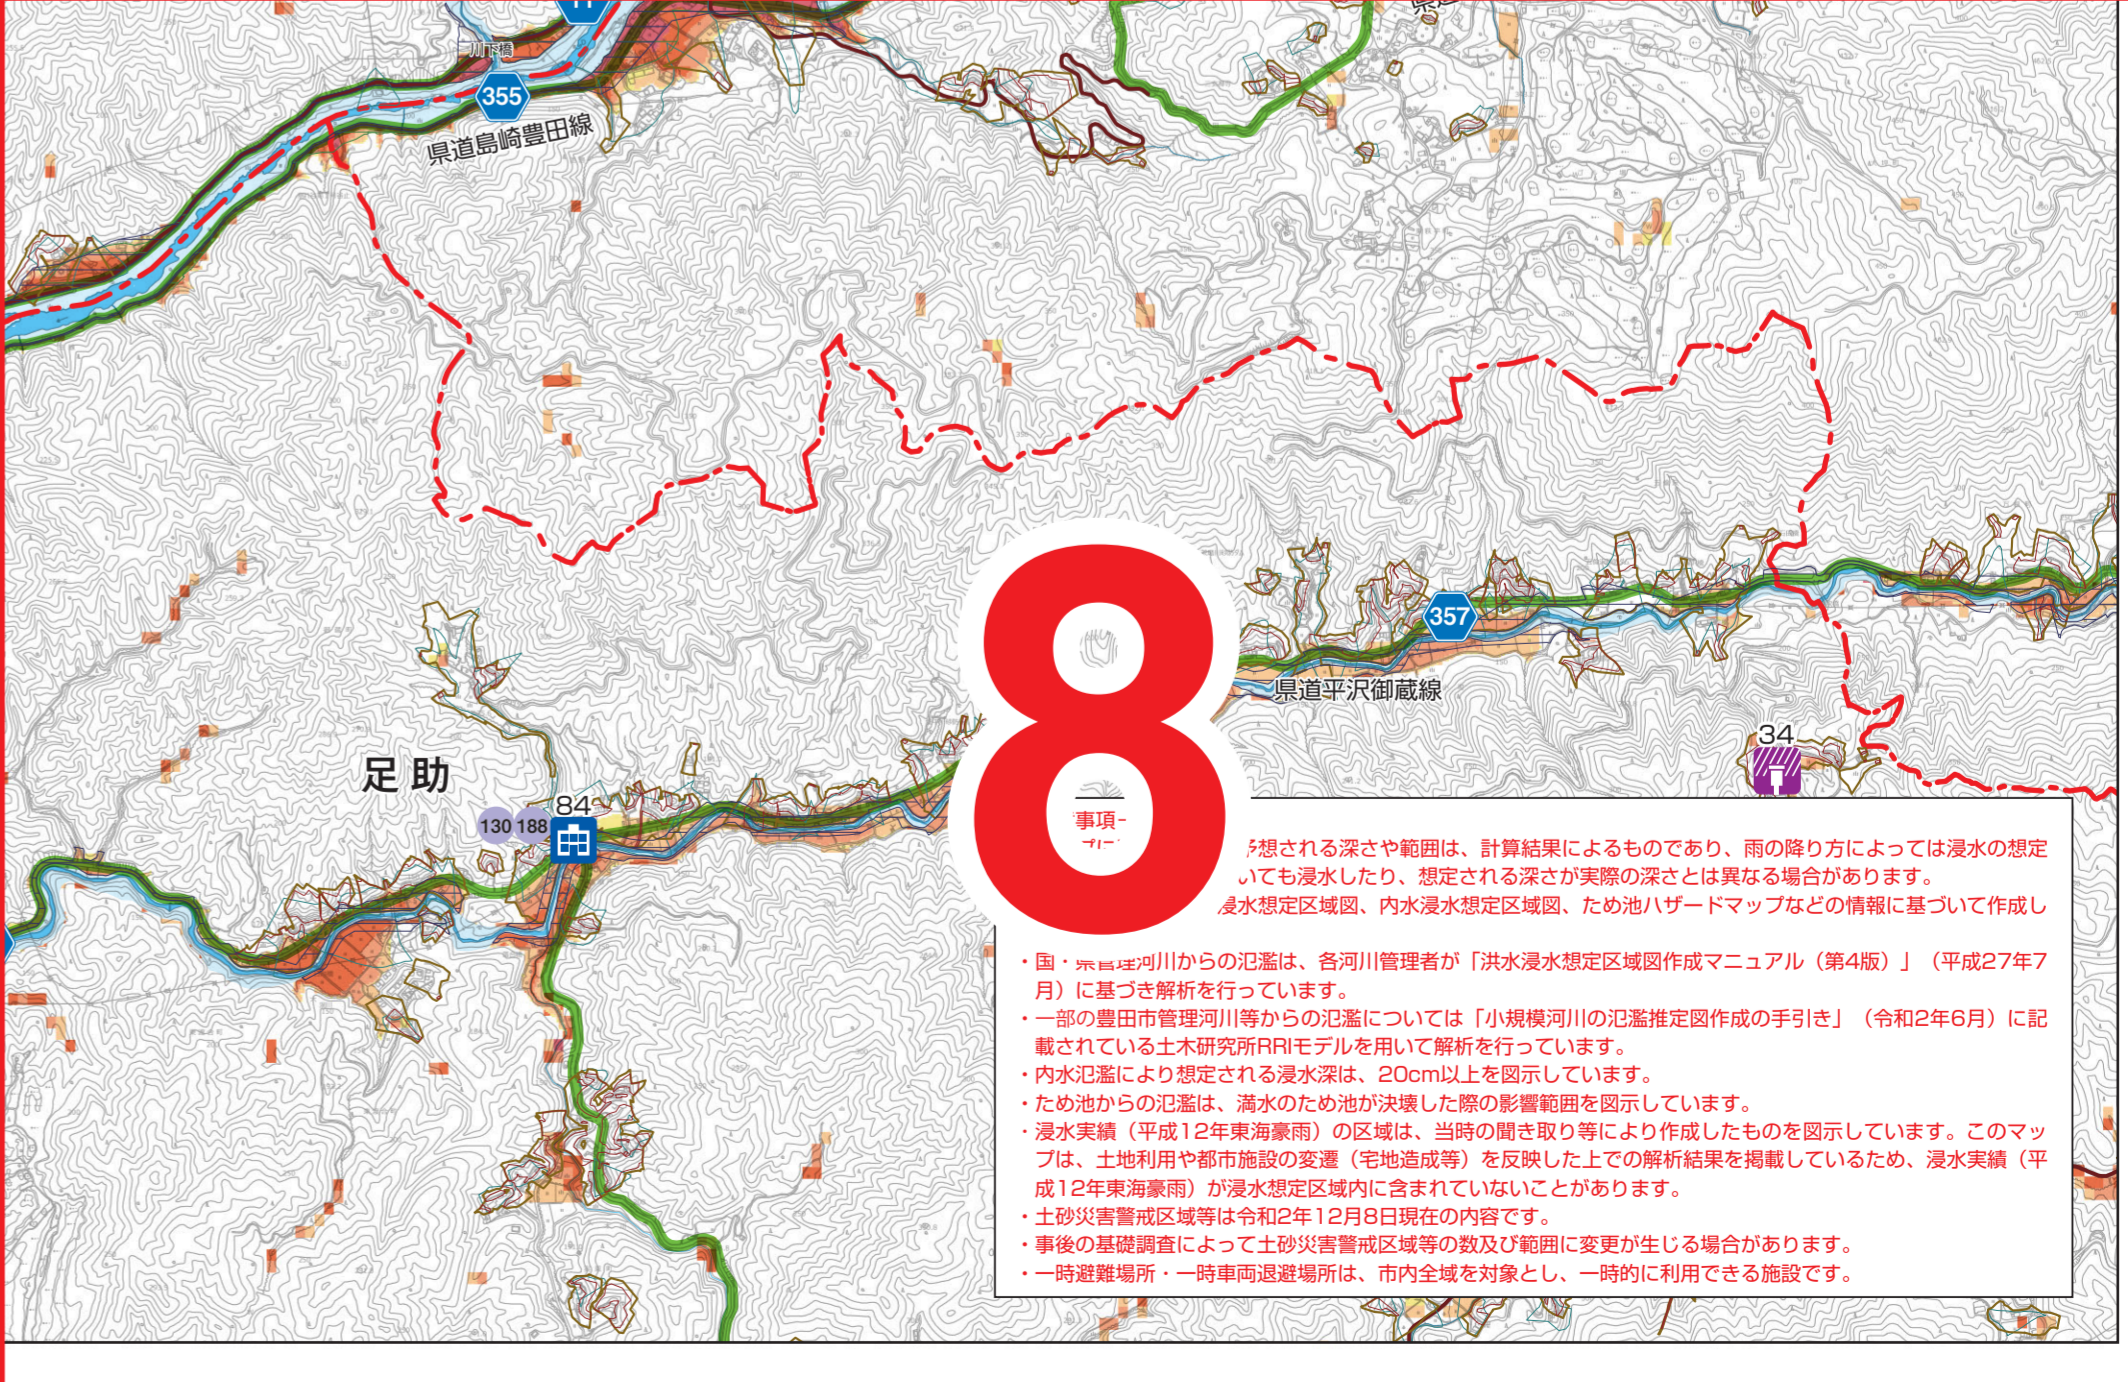 11
川下橋
355
県道島崎豊田線
8
357
県道平沢御蔵線
34
足助
84
130 188
事項
予想される深さや範囲は、計算結果によるものであり、雨の降り方によっては浸水の想定
いても浸水したり、想定される深さが実際の深さとは異なる場合があります。
浸水想定区域図、内水浸水想定区域図、ため池ハザードマップなどの情報に基づいて作成し
・国・県管理河川からの氾濫は、各河川管理者が「洪水浸水想定区域図作成マニュアル（第4版）」（平成27年7
月）に基づき解析を行っています。
・一部の豊田市管理河川等からの氾濫については「小規模河川の氾濫推定図作成の手引き」（令和2年6月）に記
載されている土木研究所RRIモデルを用いて解析を行っています。
・内水氾濫により想定される浸水深は、20cm以上を図示しています。
・ため池からの氾濫は、満水のため池が決壊した際の影響範囲を図示しています。
・浸水実績（平成12年東海豪雨）の区域は、当時の聞き取り等により作成したものを図示しています。このマッ
プは、土地利用や都市施設の変遷（宅地造成等）を反映した上での解析結果を掲載しているため、浸水実績（平
成12年東海豪雨）が浸水想定区域内に含まれていないことがあります。
・土砂災害警戒区域等は令和2年12月8日現在の内容です。
・事後の基礎調査によって土砂災害警戒区域等の数及び範囲に変更が生じる場合があります。
・一時避難場所・一時車両退避場所は、市内全域を対象とし、一時的に利用できる施設です。